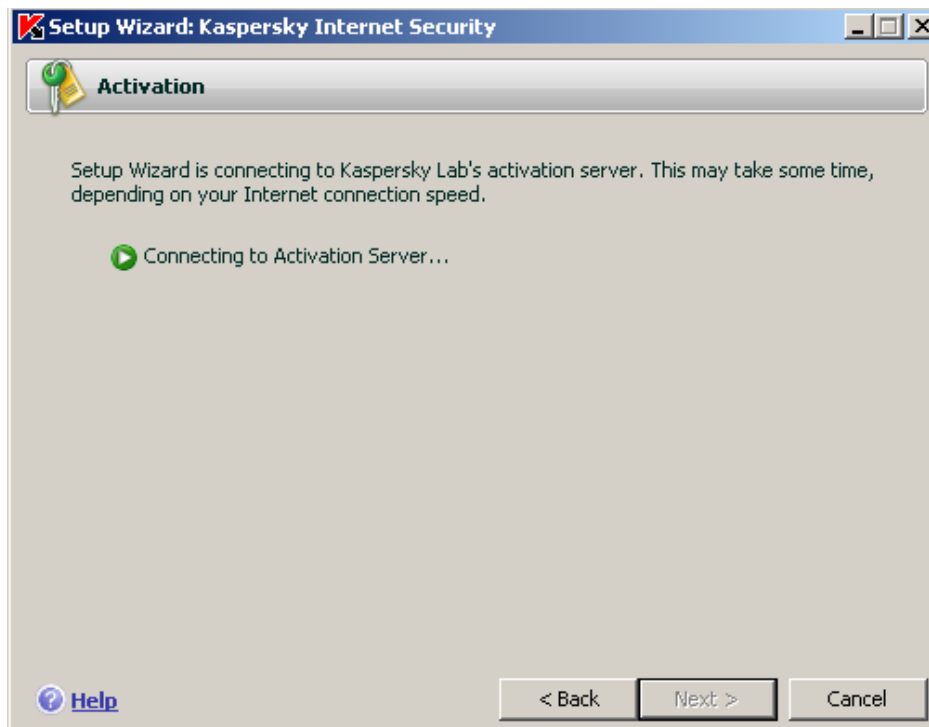 Setup Wizard: Kaspersky Internet Security
Activation
Setup Wizard is connecting to Kaspersky Lab's activation server. This may take some time,
depending on your Internet connection speed.
Connecting to Activation Server...
Help
< Back
Next >
Cancel